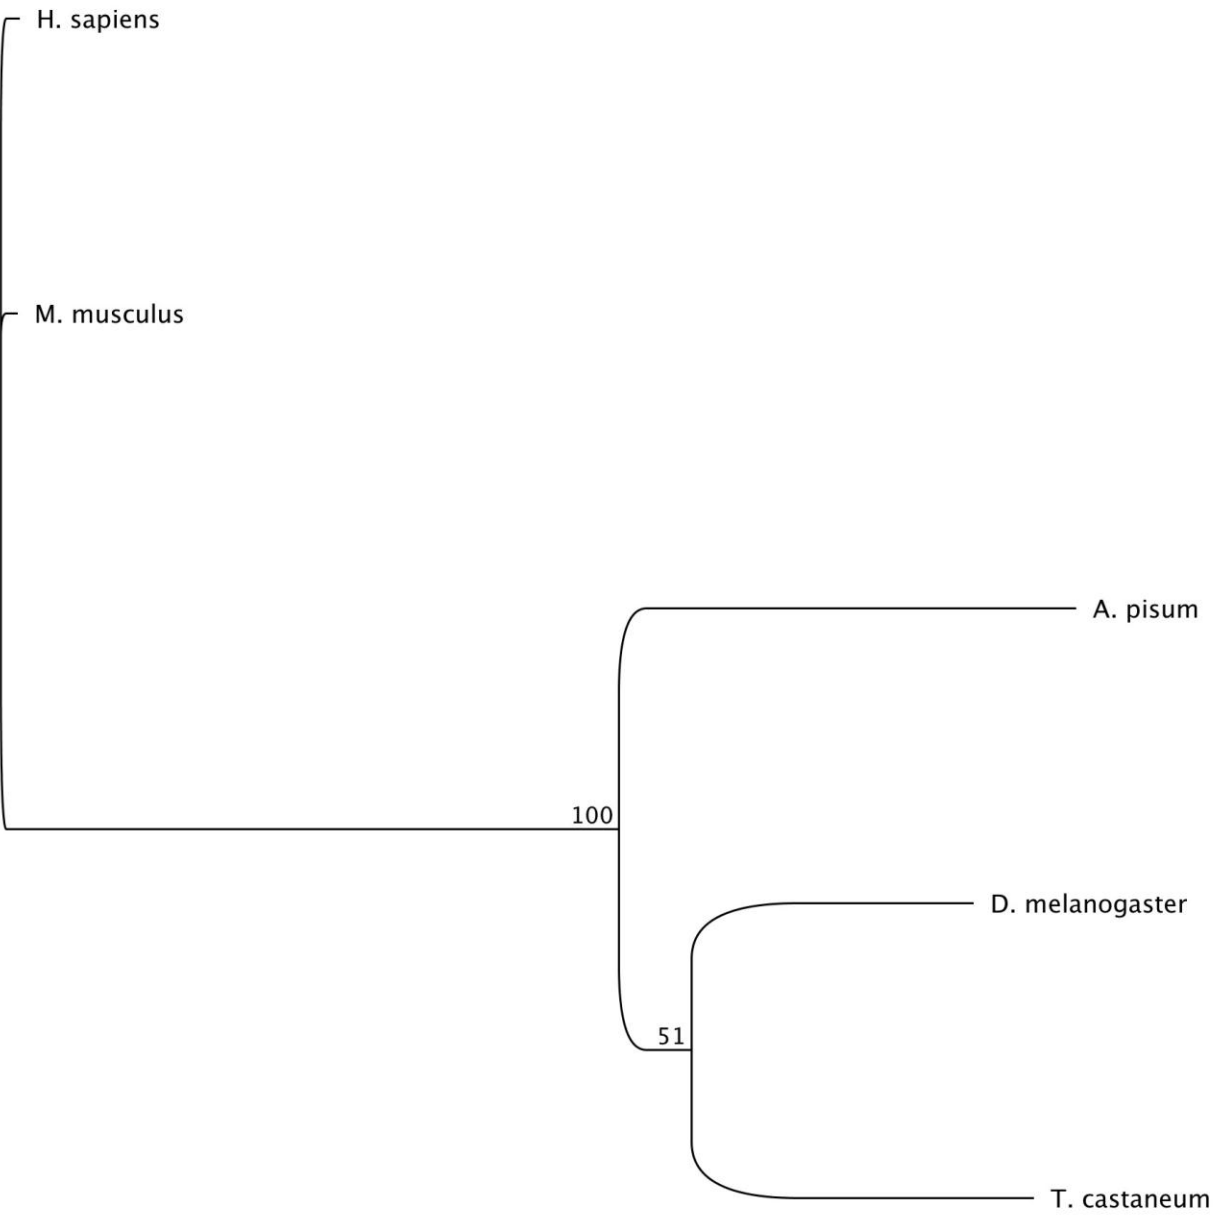 H. sapiens
M. musculus
A. pisum
100
D. melanogaster
51
T. castaneum